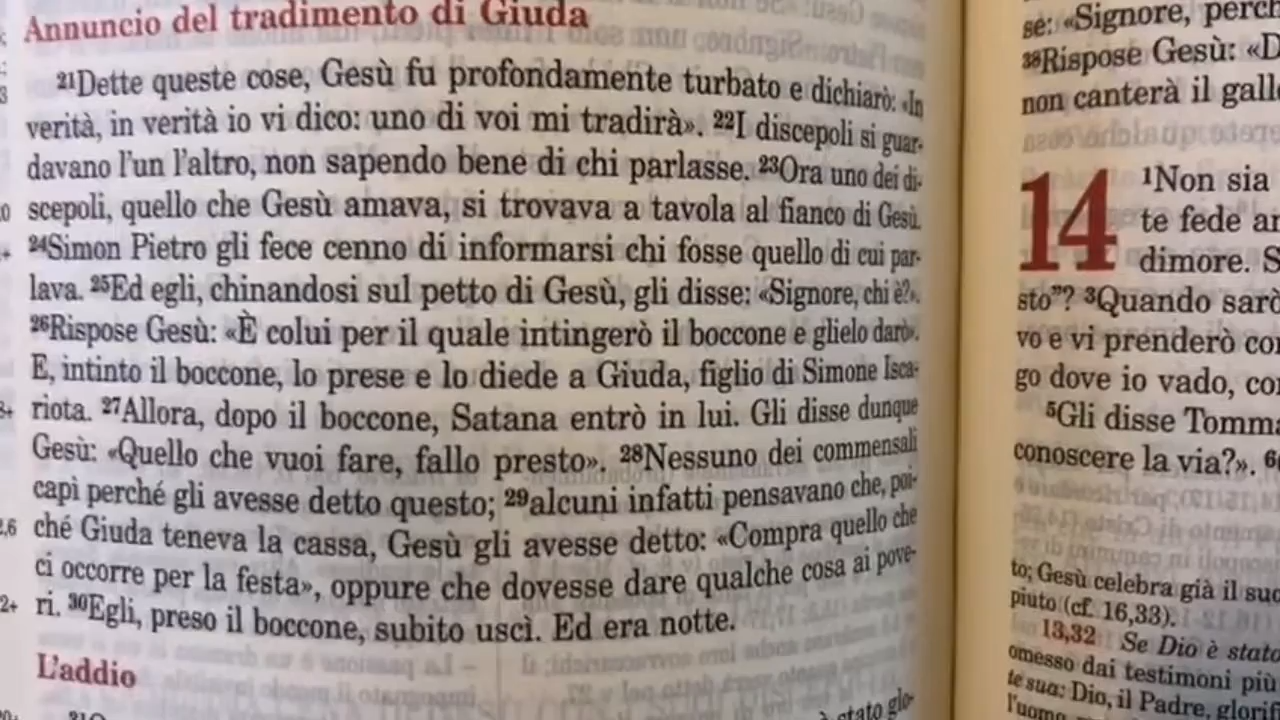 Annuncio del tradimento di Giuda
²¹Dette queste cose, Gesù fu profondamente turbato e dichiarò: «In
verità, in verità io vi dico: uno di voi mi tradirà». ²²I discepoli si guar-
davano l'un l'altro, non sapendo bene di chi parlasse. ²³Ora uno dei di-
scepoli, quello che Gesù amava, si trovava a tavola al fianco di Gesù.
²⁴Simon Pietro gli fece cenno di informarsi chi fosse quello di cui par-
lava. ²⁵Ed egli, chinandosi sul petto di Gesù, gli disse: «Signore, chi è?».
²⁶Rispose Gesù: «È colui per il quale intingerò il boccone e glielo darò».
E, intinto il boccone, lo prese e lo diede a Giuda, figlio di Simone Isca-
riota. ²⁷Allora, dopo il boccone, Satana entrò in lui. Gli disse dunque
Gesù: «Quello che vuoi fare, fallo presto». ²⁸Nessuno dei commensali
capì perché gli avesse detto questo; ²⁹alcuni infatti pensavano che, poi-
ché Giuda teneva la cassa, Gesù gli avesse detto: «Compra quello che
ci occorre per la festa», oppure che dovesse dare qualche cosa ai pove-
ri. ³⁰Egli, preso il boccone, subito uscì. Ed era notte.
L'addio
stato glo-
se: «Signore, perch
³⁸Rispose Gesù: «D
non canterà il gall
14 ¹Non sia
te fede an
dimore. S
sto"? ³Quando sarò
vo e vi prenderò con
go dove io vado, con
⁵Gli disse Tomma
conoscere la via?». ⁶
to; Gesù celebra già il suo
piuto (cf. 16,33).
13,32 Se Dio è stato
omesso dai testimoni più
te sua: Dio, il Padre, glorif
l'uomo